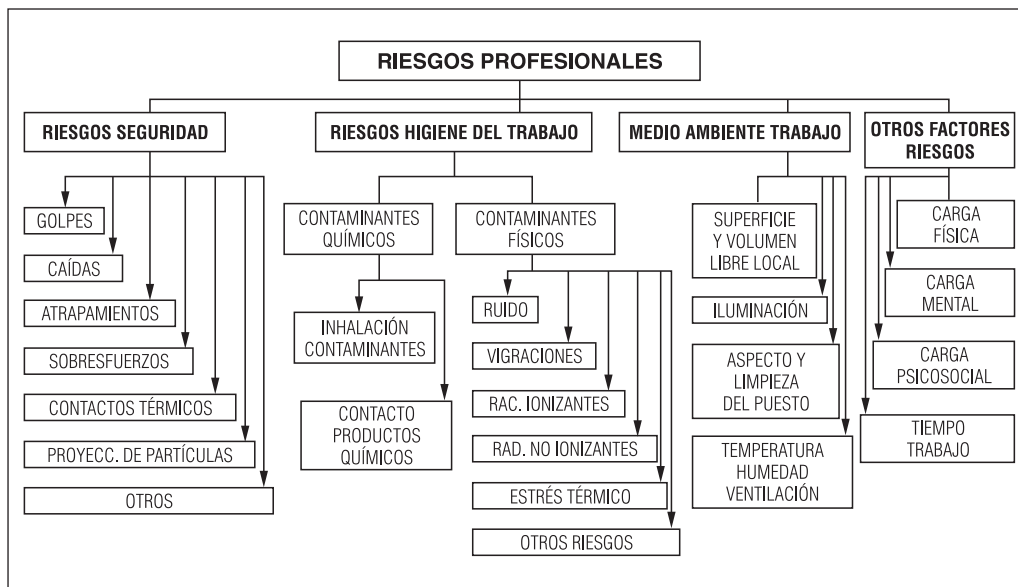 RIESGOS PROFESIONALES
RIESGOS SEGURIDAD
GOLPES
CAÍDAS
ATRAPAMIENTOS
SOBRESFUERZOS
CONTACTOS TÉRMICOS
PROYECC. DE PARTÍCULAS
OTROS
RIESGOS HIGIENE DEL TRABAJO
CONTAMINANTES
QUÍMICOS
INHALACIÓN
CONTAMINANTES
CONTACTO
PRODUCTOS
QUÍMICOS
CONTAMINANTES
FÍSICOS
RUIDO
VIGRACIONES
RAC. IONIZANTES
RAD. NO IONIZANTES
ESTRÉS TÉRMICO
OTROS RIESGOS
MEDIO AMBIENTE TRABAJO
SUPERFICIE
Y VOLUMEN
LIBRE LOCAL
ILUMINACIÓN
ASPECTO Y
LIMPIEZA
DEL PUESTO
TEMPERATURA
HUMEDAD
VENTILACIÓN
OTROS FACTORES
RIESGOS
CARGA
FÍSICA
CARGA
MENTAL
CARGA
PSICOSOCIAL
TIEMPO
TRABAJO